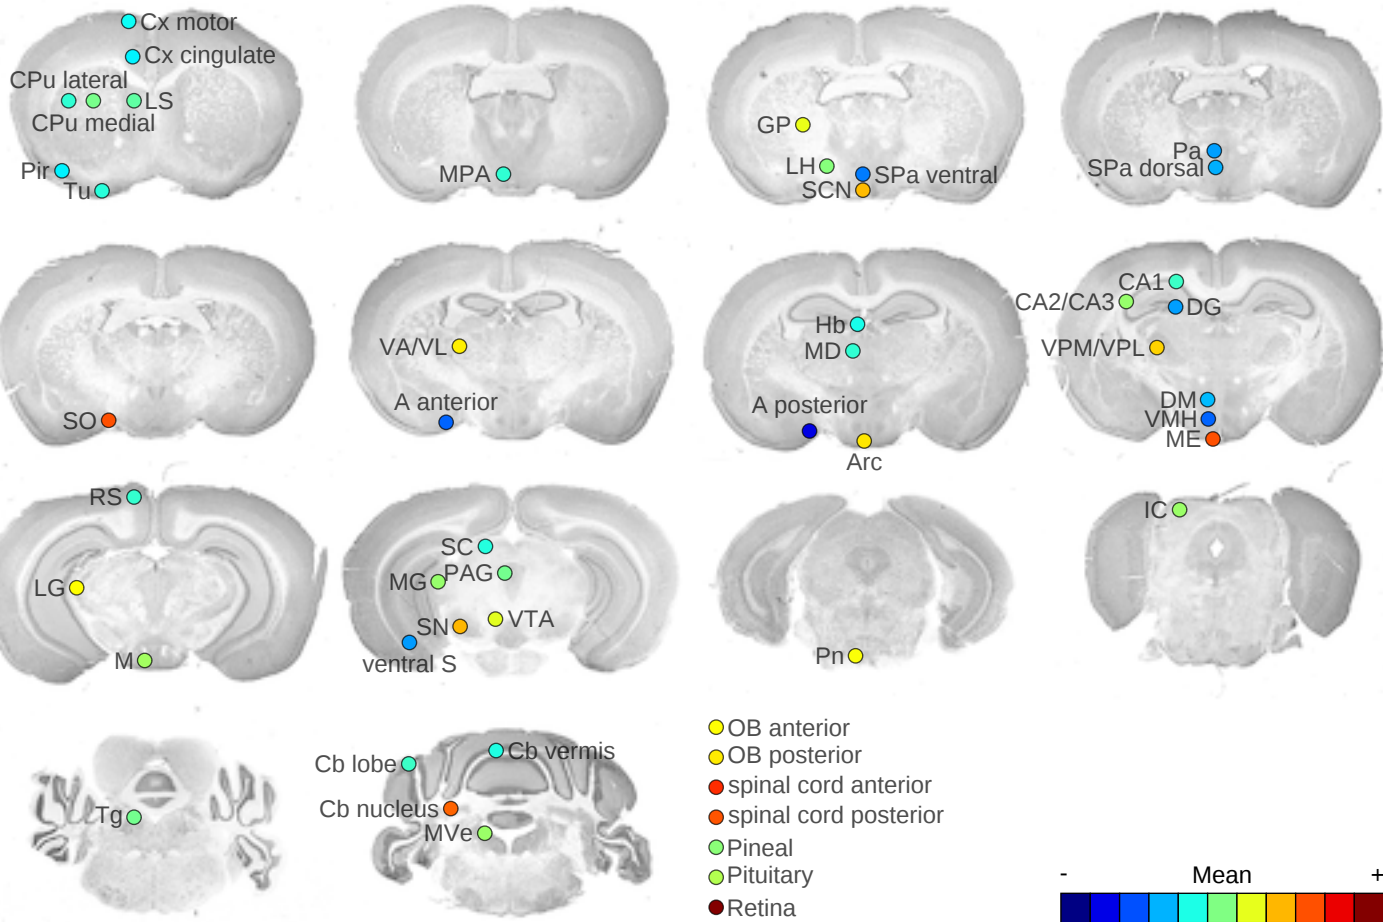 Cx motor
Cx cingulate
CPu lateral
LS
CPu medial
Pir
Tu
MPA
GP
LH
SPa ventral
SCN
Pa
SPa dorsal
SO
VA/VL
A anterior
Hb
MD
A posterior
Arc
CA1
CA2/CA3
DG
VPM/VPL
DM
VMH
ME
RS
LG
M
SC
MG
PAG
SN
VTA
ventral S
Pn
IC
Tg
Cb lobe
Cb vermis
Cb nucleus
MVe
OB anterior
OB posterior
spinal cord anterior
spinal cord posterior
Pineal
Pituitary
Retina
- Mean +